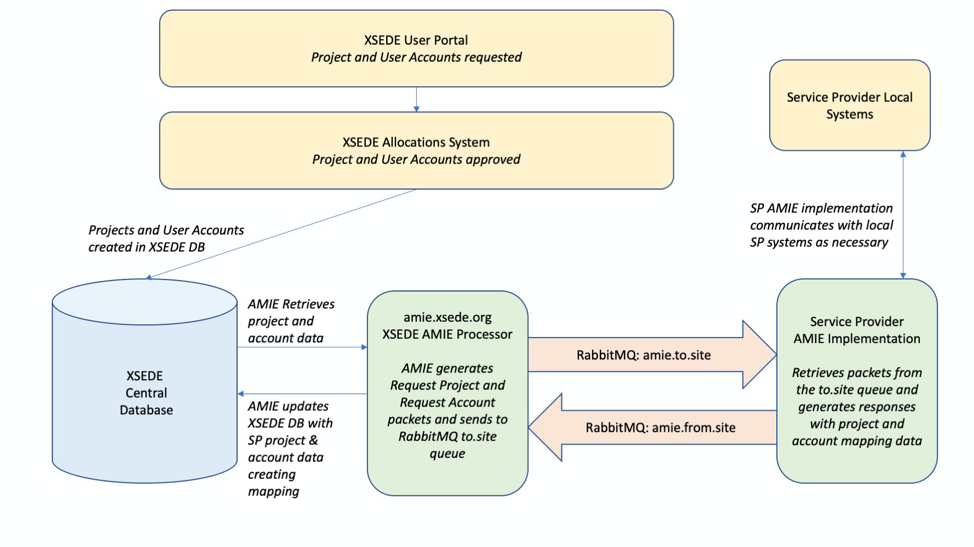 XSEDE User Portal
Project and User Accounts requested
XSEDE Allocations System
Project and User Accounts approved
Service Provider Local
Systems
Projects and User Accounts
created in XSEDE DB
SP AMIE implementation
communicates with local
SP systems as necessary
XSEDE
Central
Database
AMIE Retrieves
project and
account data
AMIE updates
XSEDE DB with
SP project &
account data
creating
mapping
amie.xsede.org
XSEDE AMIE Processor
AMIE generates
Request Project and
Request Account
packets and sends to
RabbitMQ to.site
queue
RabbitMQ: amie.to.site
RabbitMQ: amie.from.site
Service Provider
AMIE Implementation
Retrieves packets from
the to.site queue and
generates responses
with project and
account mapping data